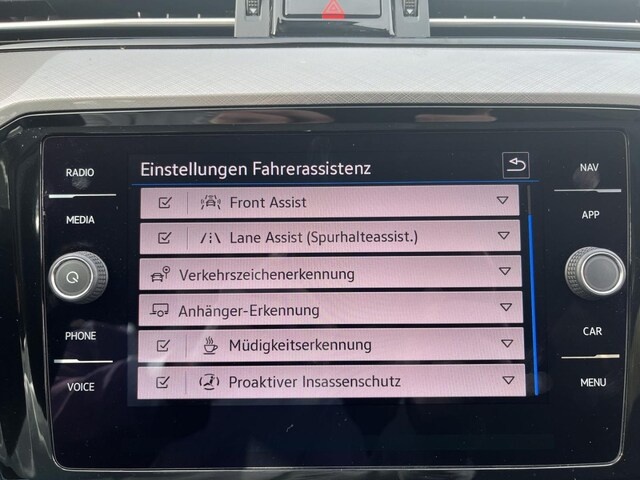 RADIO
MEDIA
PHONE
VOICE
Einstellungen Fahrerassistenz
Front Assist
Lane Assist (Spurhalteassist.)
Verkehrszeichenerkennung
Anhänger-Erkennung
Müdigkeitserkennung
Proaktiver Insassenschutz
NAV
APP
CAR
MENU